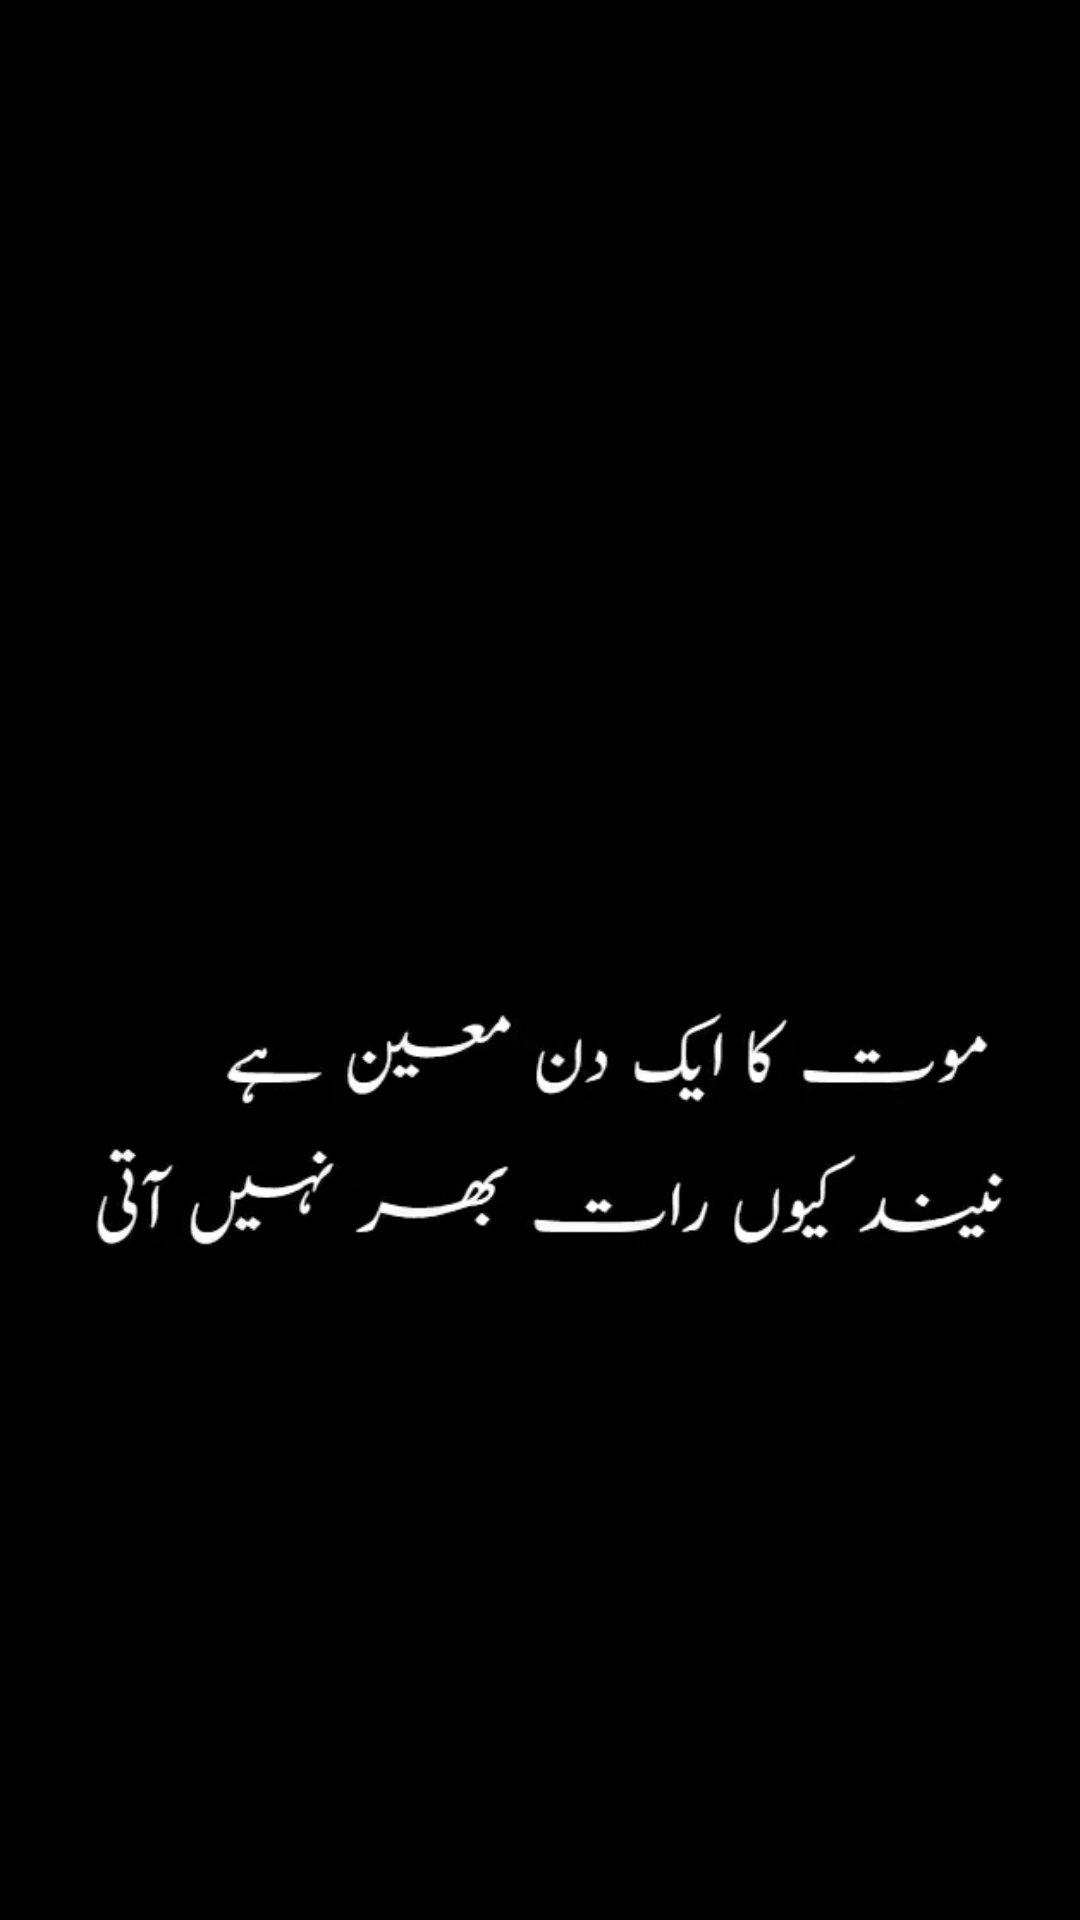 موت کا ایک دن معین ہے
نیند کیوں رات بھر نہیں آتی